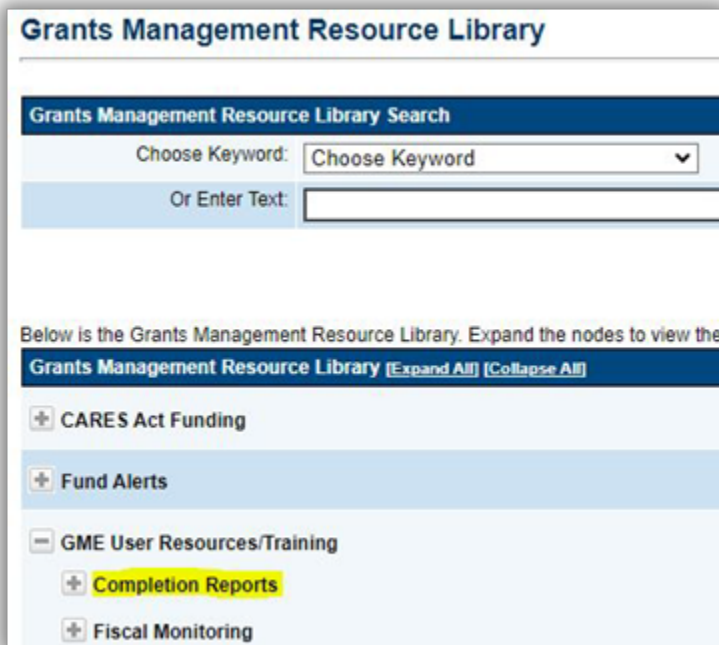 Grants Management Resource Library
Grants Management Resource Library Search
Choose Keyword: Choose Keyword
Or Enter Text:
Below is the Grants Management Resource Library. Expand the nodes to view the
Grants Management Resource Library [Expand All] [Collapse All]
CARES Act Funding
Fund Alerts
GME User Resources/Training
Completion Reports
Fiscal Monitoring